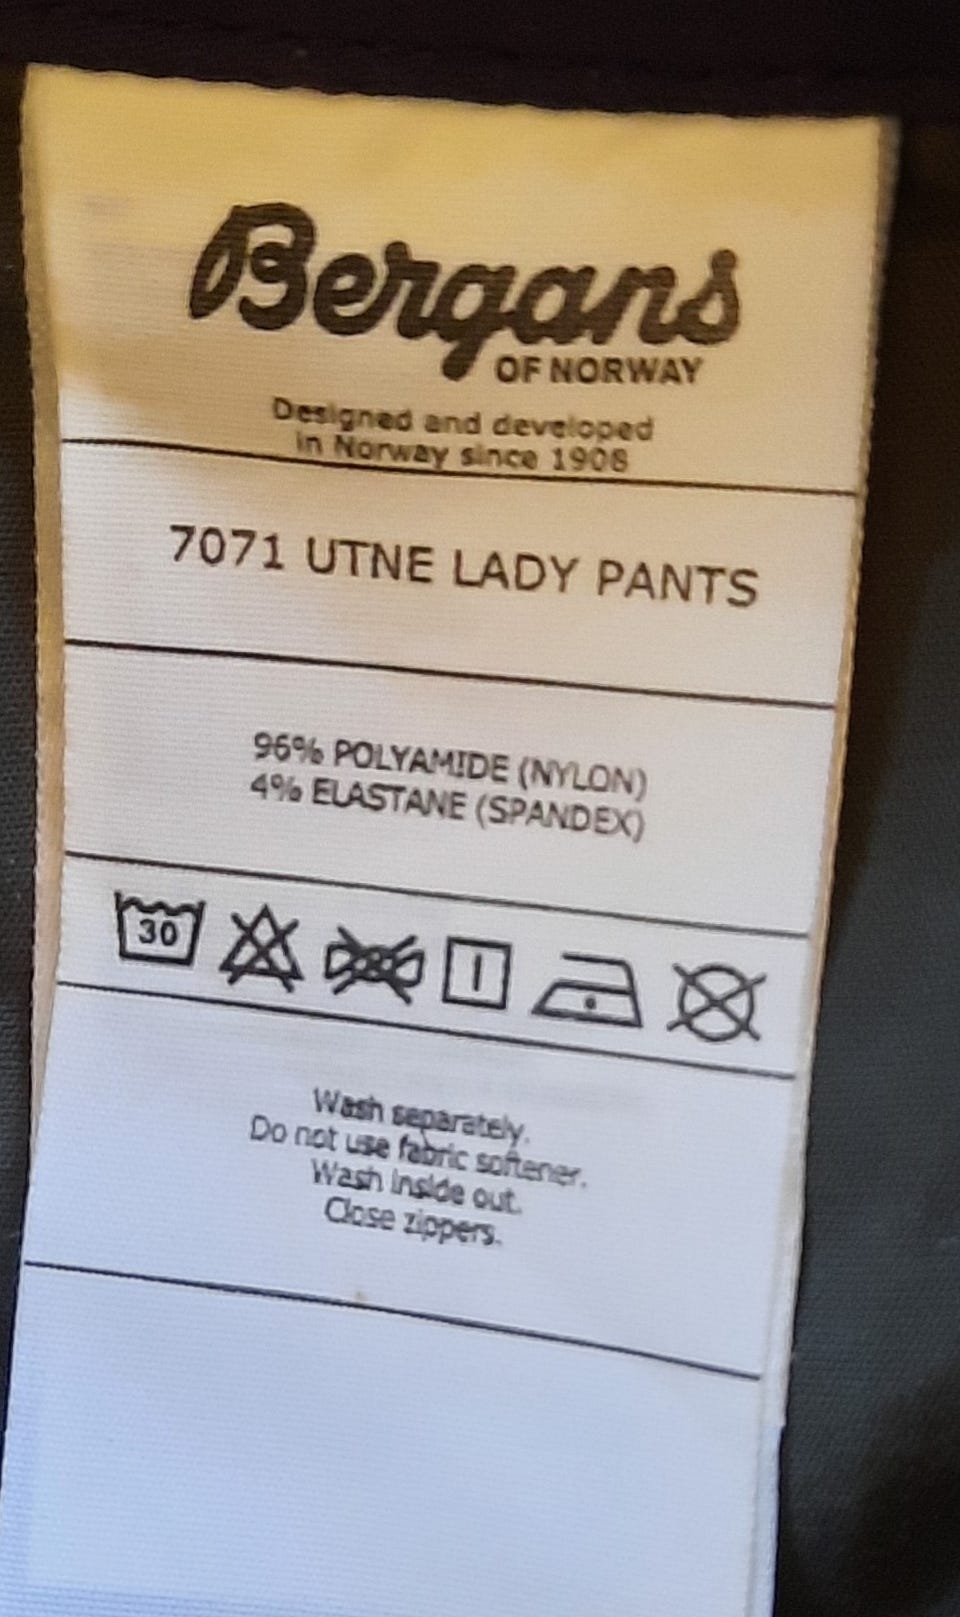 Bergans
OF NORWAY
Designed and developed
in Norway since 1908
7071 UTNE LADY PANTS
96% POLYAMIDE (NYLON)
4% ELASTANE (SPANDEX)
30
Wash separately.
Do not use fabric softener.
Wash inside out.
Close zippers.